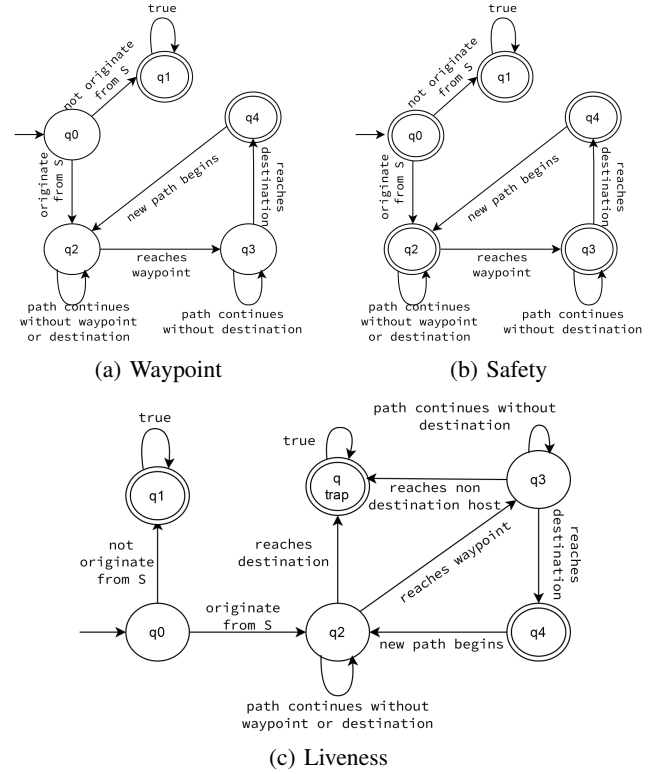 true
q1
not originate
from S
q0
originate
from S
q4
new path begins
reaches
destination
q2
reaches
waypoint
q3
path continues
without waypoint
or destination
path continues
without destination
(a) Waypoint
true
q1
not originate
from S
q0
originate
from S
q4
new path begins
reaches
destination
q2
reaches
waypoint
q3
path continues
without waypoint
or destination
path continues
without destination
(b) Safety
true
q1
not
originate
from S
q0
originate
from S
true
q
trap
path continues without
destination
q3
reaches non
destination host
reaches
destination
reaches waypoint
reaches
destination
q2
new path begins
q4
path continues without
waypoint or destination
(c) Liveness